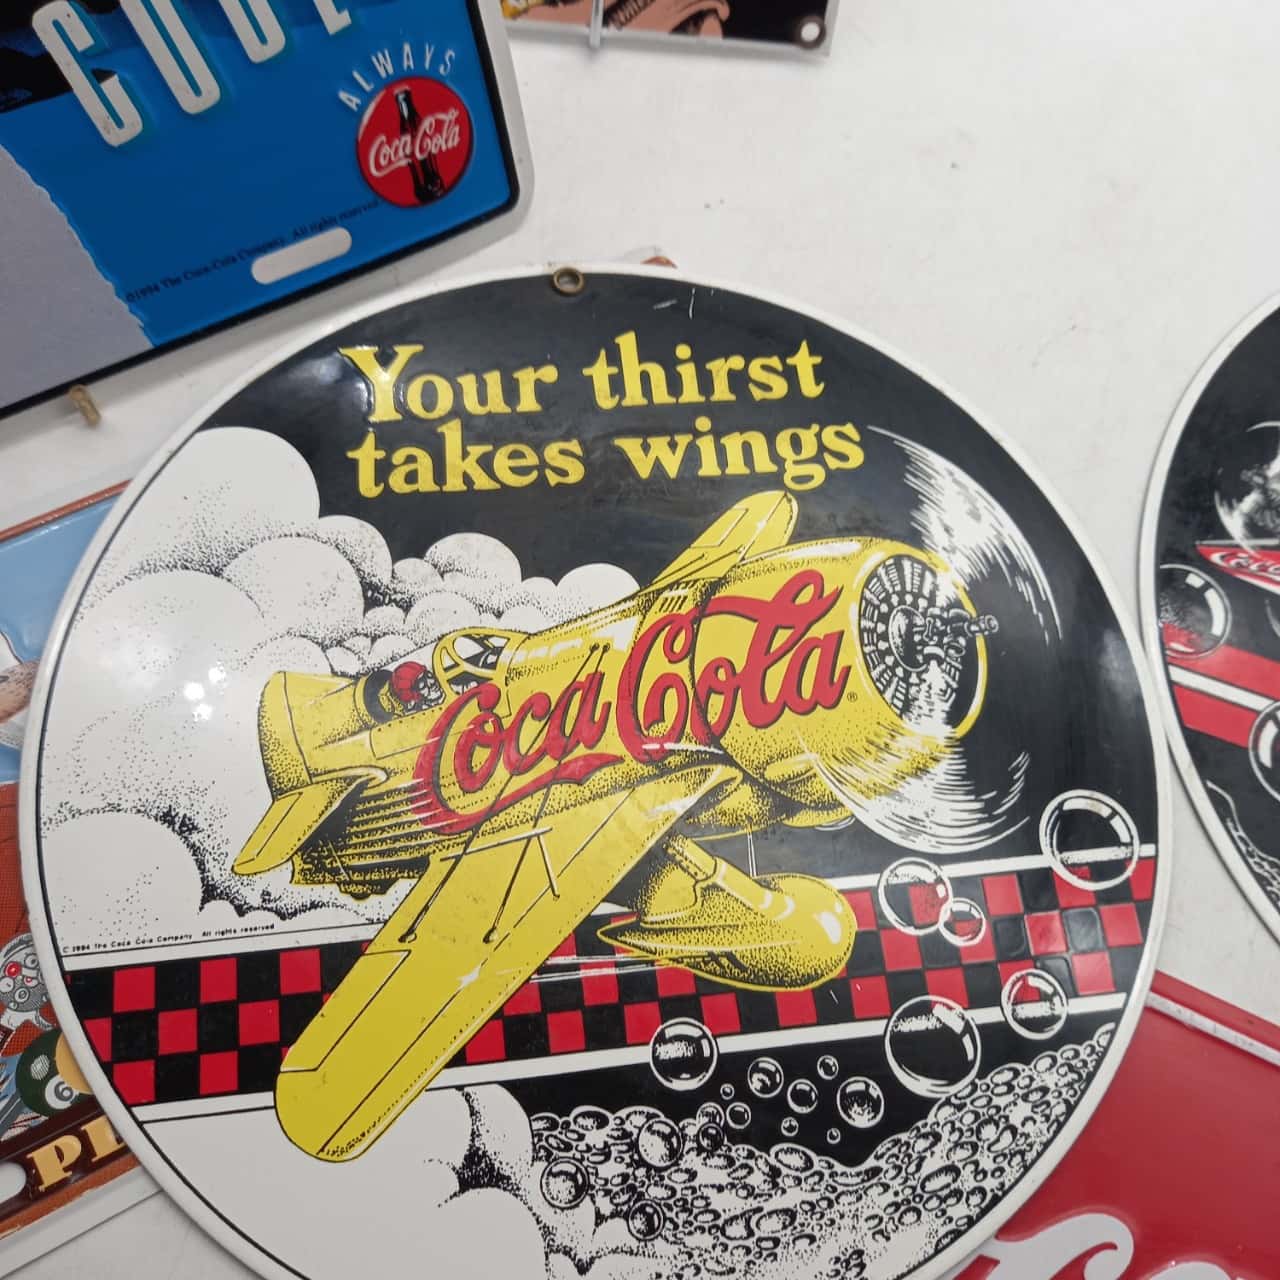 COOL
ALWAYS
Coca Cola
©1994 The Coca-Cola Company All rights reserved
Your thirst
takes wings
Coca Cola ®
C 1994 The Coca Cola Company All rights reserved
6